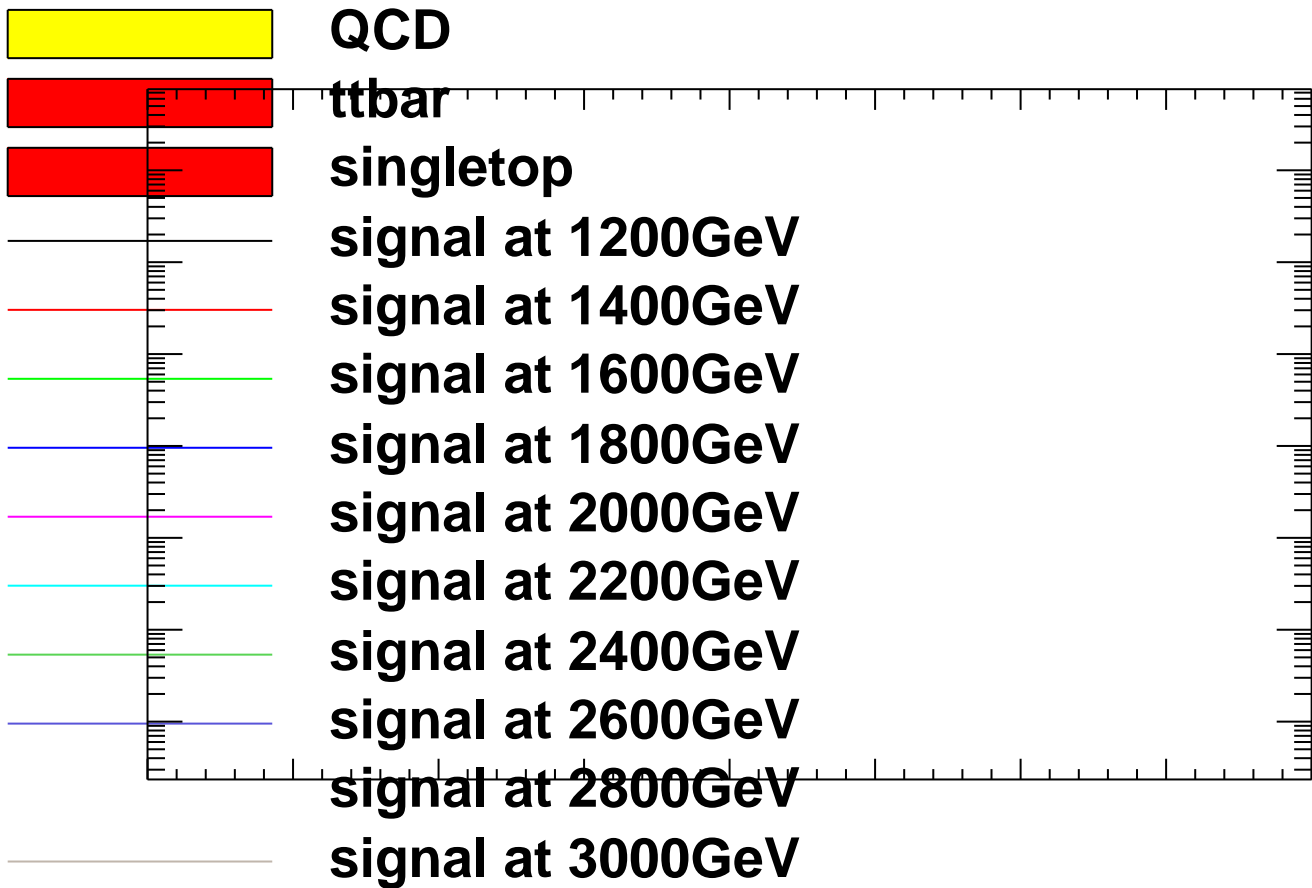 QCD
ttbar
singletop
signal at 1200GeV
signal at 1400GeV
signal at 1600GeV
signal at 1800GeV
signal at 2000GeV
signal at 2200GeV
signal at 2400GeV
signal at 2600GeV
signal at 2800GeV
signal at 3000GeV